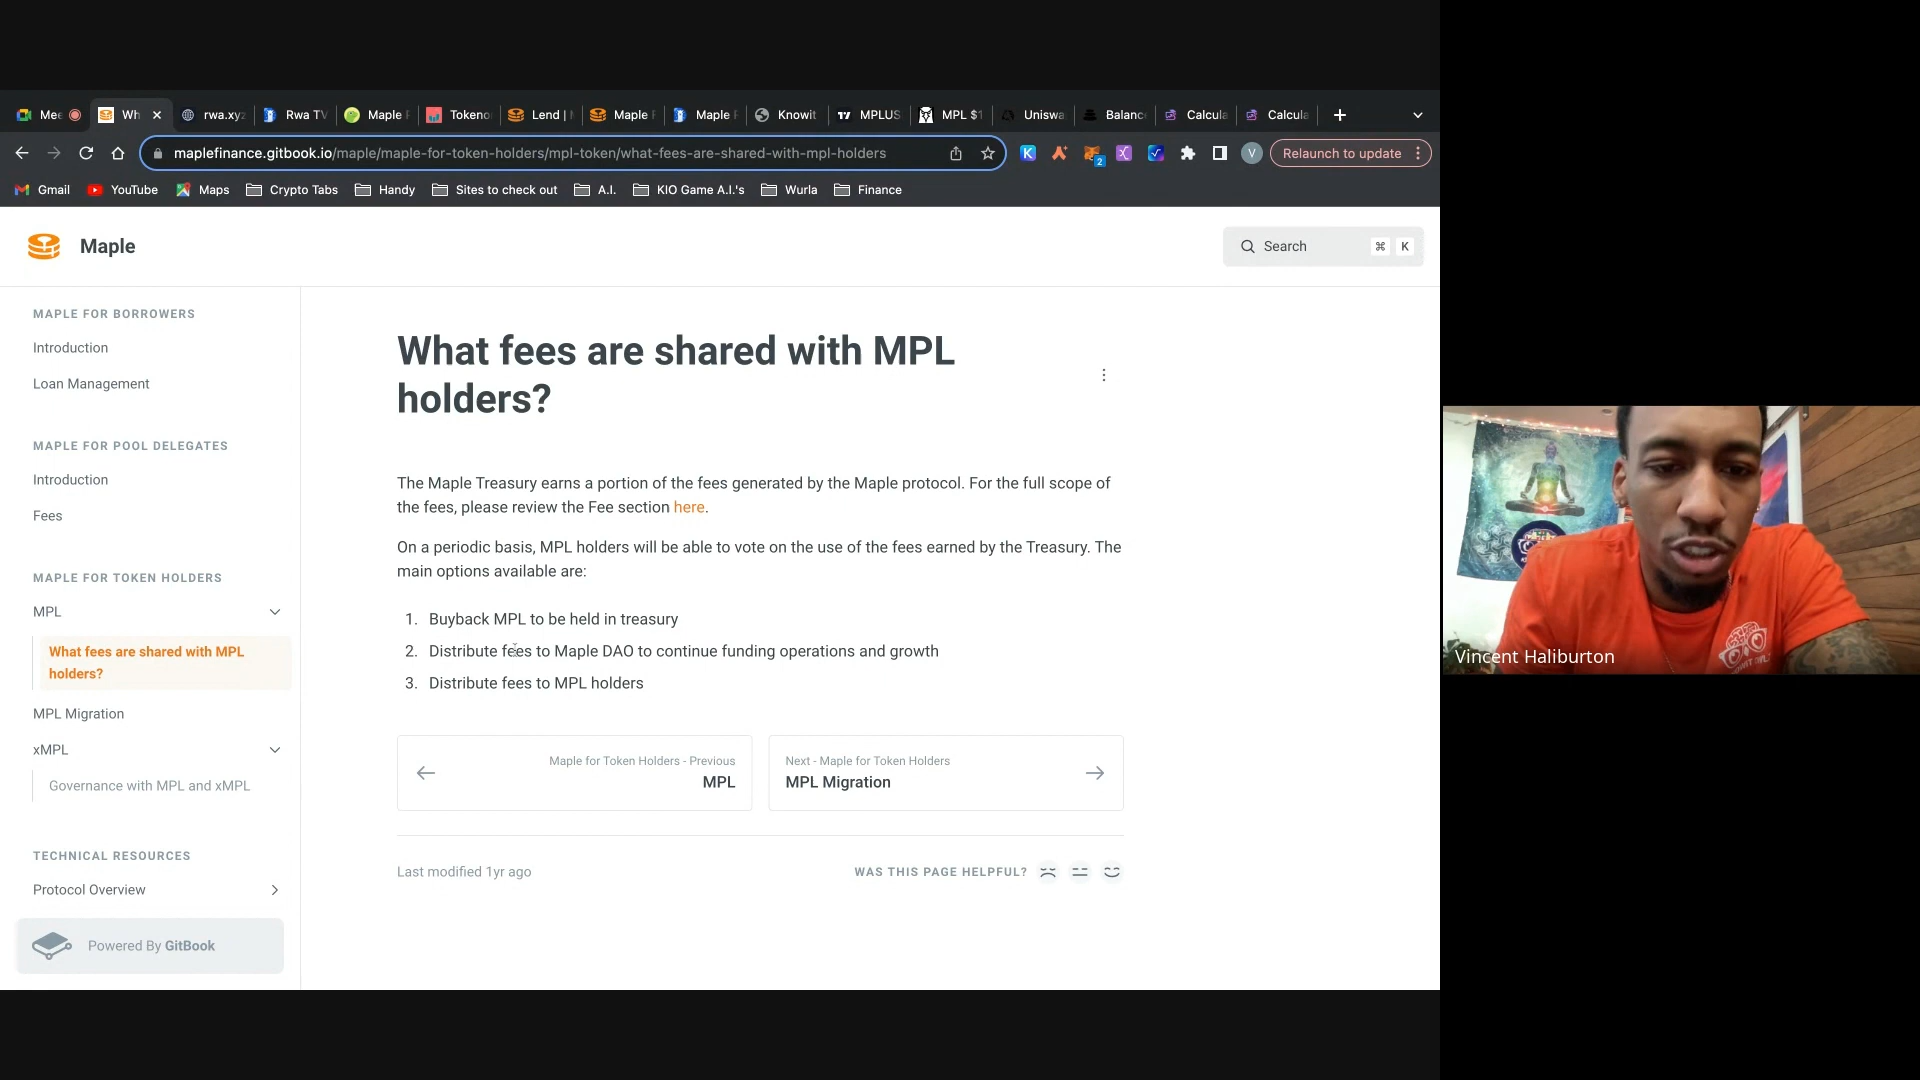 Mee
Wh
rwa.xyz
Rwa TV
Maple F
Tokeno
Lend |
Maple F
Maple F
Knowit
MPLUS
MPL $1
Uniswa
Balanc
Calcula
Calcula
maplefinance.gitbook.io/maple/maple-for-token-holders/mpl-token/what-fees-are-shared-with-mpl-holders
2
V
Relaunch to update
Gmail
YouTube
Maps
Crypto Tabs
Handy
Sites to check out
A.I.
KIO Game A.I.'s
Wurla
Finance
Maple
Search
⌘ K
MAPLE FOR BORROWERS
Introduction
Loan Management
MAPLE FOR POOL DELEGATES
Introduction
Fees
MAPLE FOR TOKEN HOLDERS
MPL
What fees are shared with MPL
holders?
MPL Migration
xMPL
Governance with MPL and xMPL
TECHNICAL RESOURCES
Protocol Overview
Powered By GitBook
What fees are shared with MPL
holders?
The Maple Treasury earns a portion of the fees generated by the Maple protocol. For the full scope of
the fees, please review the Fee section here.
On a periodic basis, MPL holders will be able to vote on the use of the fees earned by the Treasury. The
main options available are:
1. Buyback MPL to be held in treasury
2. Distribute fees to Maple DAO to continue funding operations and growth
3. Distribute fees to MPL holders
Maple for Token Holders - Previous
MPL
Next - Maple for Token Holders
MPL Migration
Last modified 1yr ago
WAS THIS PAGE HELPFUL?
Vincent Haliburton